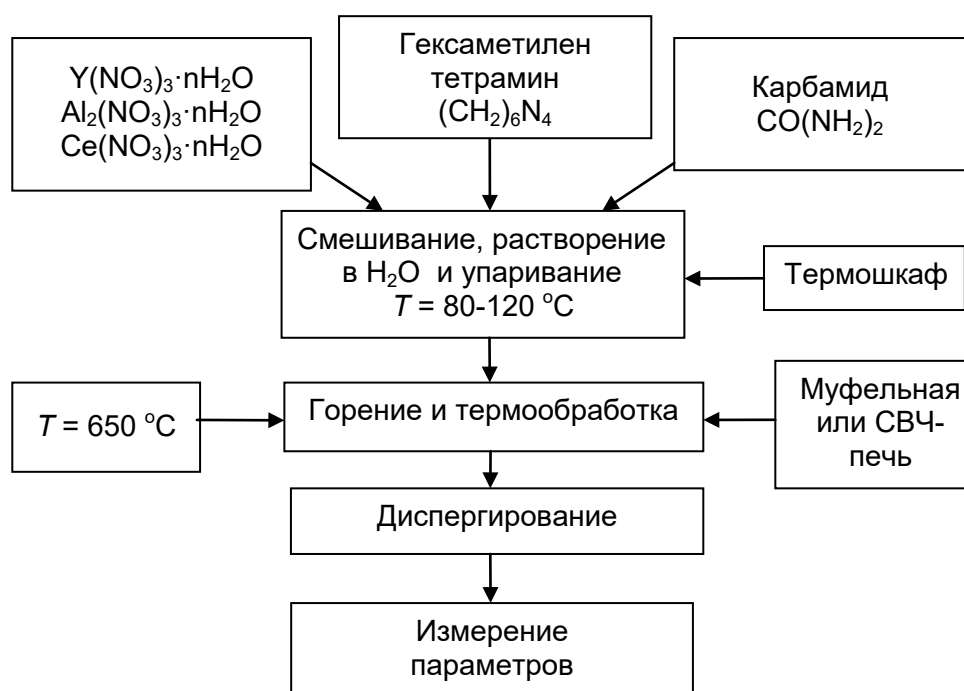 Y(NO₃)₃·nH₂O
Al₂(NO₃)₃·nH₂O
Ce(NO₃)₃·nH₂O
Гексаметилен
тетрамин
(CH₂)₆N₄
Карбамид
CO(NH₂)₂
Смешивание, растворение
в H₂O и упаривание
T = 80-120 °C
Термошкаф
T = 650 °C
Горение и термообработка
Муфельная
или СВЧ-
печь
Диспергирование
Измерение
параметров